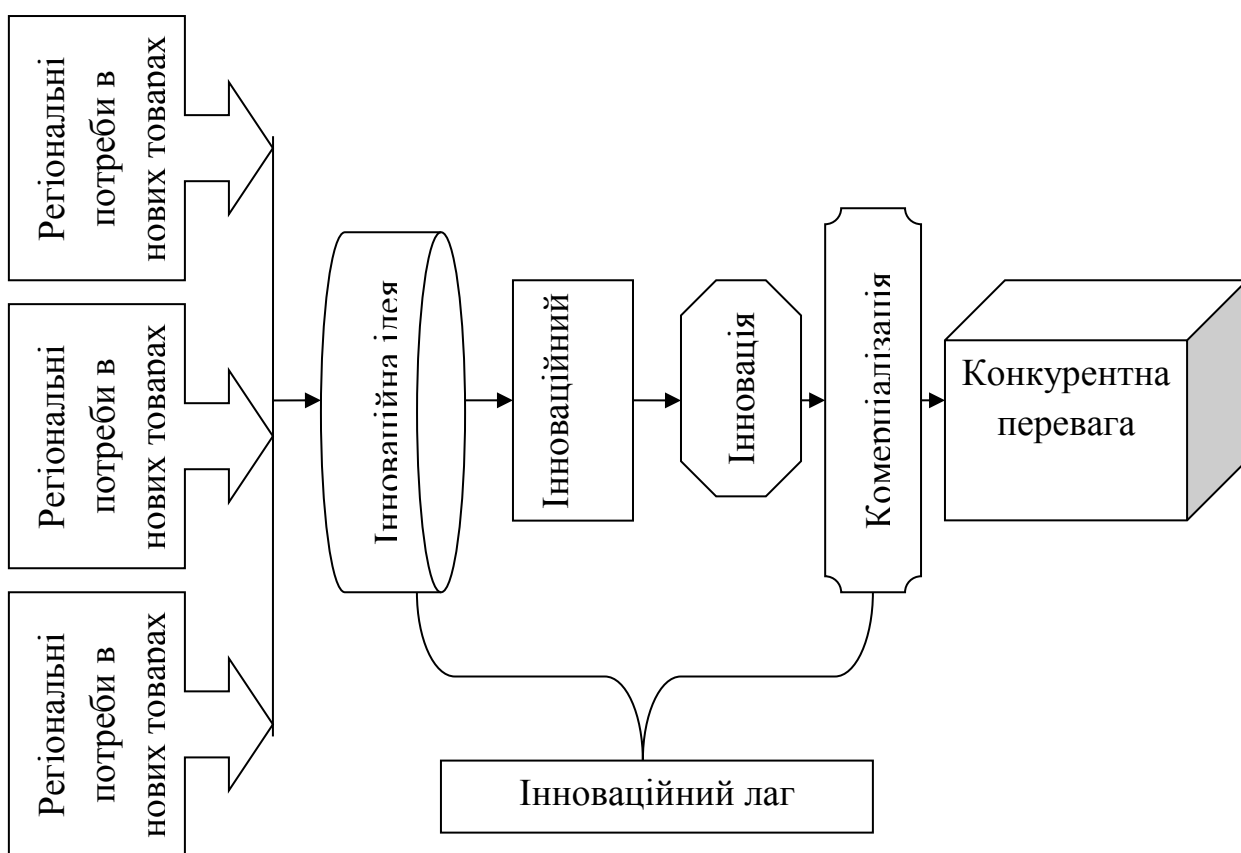 Регіональні
потреби в
нових товарах
Регіональні
потреби в
нових товарах
Регіональні
потреби в
нових товарах
Інноваційна ідея
Інноваційний
Інновація
Комерціалізація
Конкурентна
перевага
Інноваційний лаг